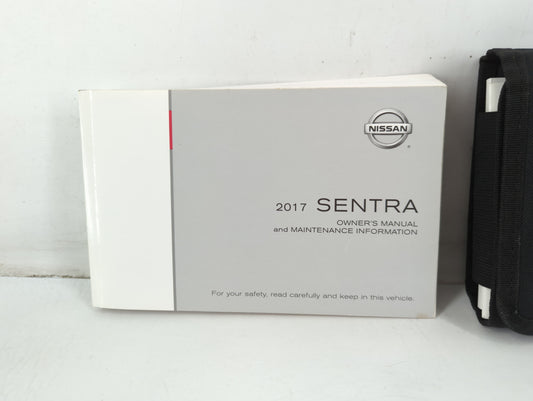 NISSAN
2017 SENTRA
OWNER'S MANUAL
and MAINTENANCE INFORMATION
For your safety, read carefully and keep in this vehicle.